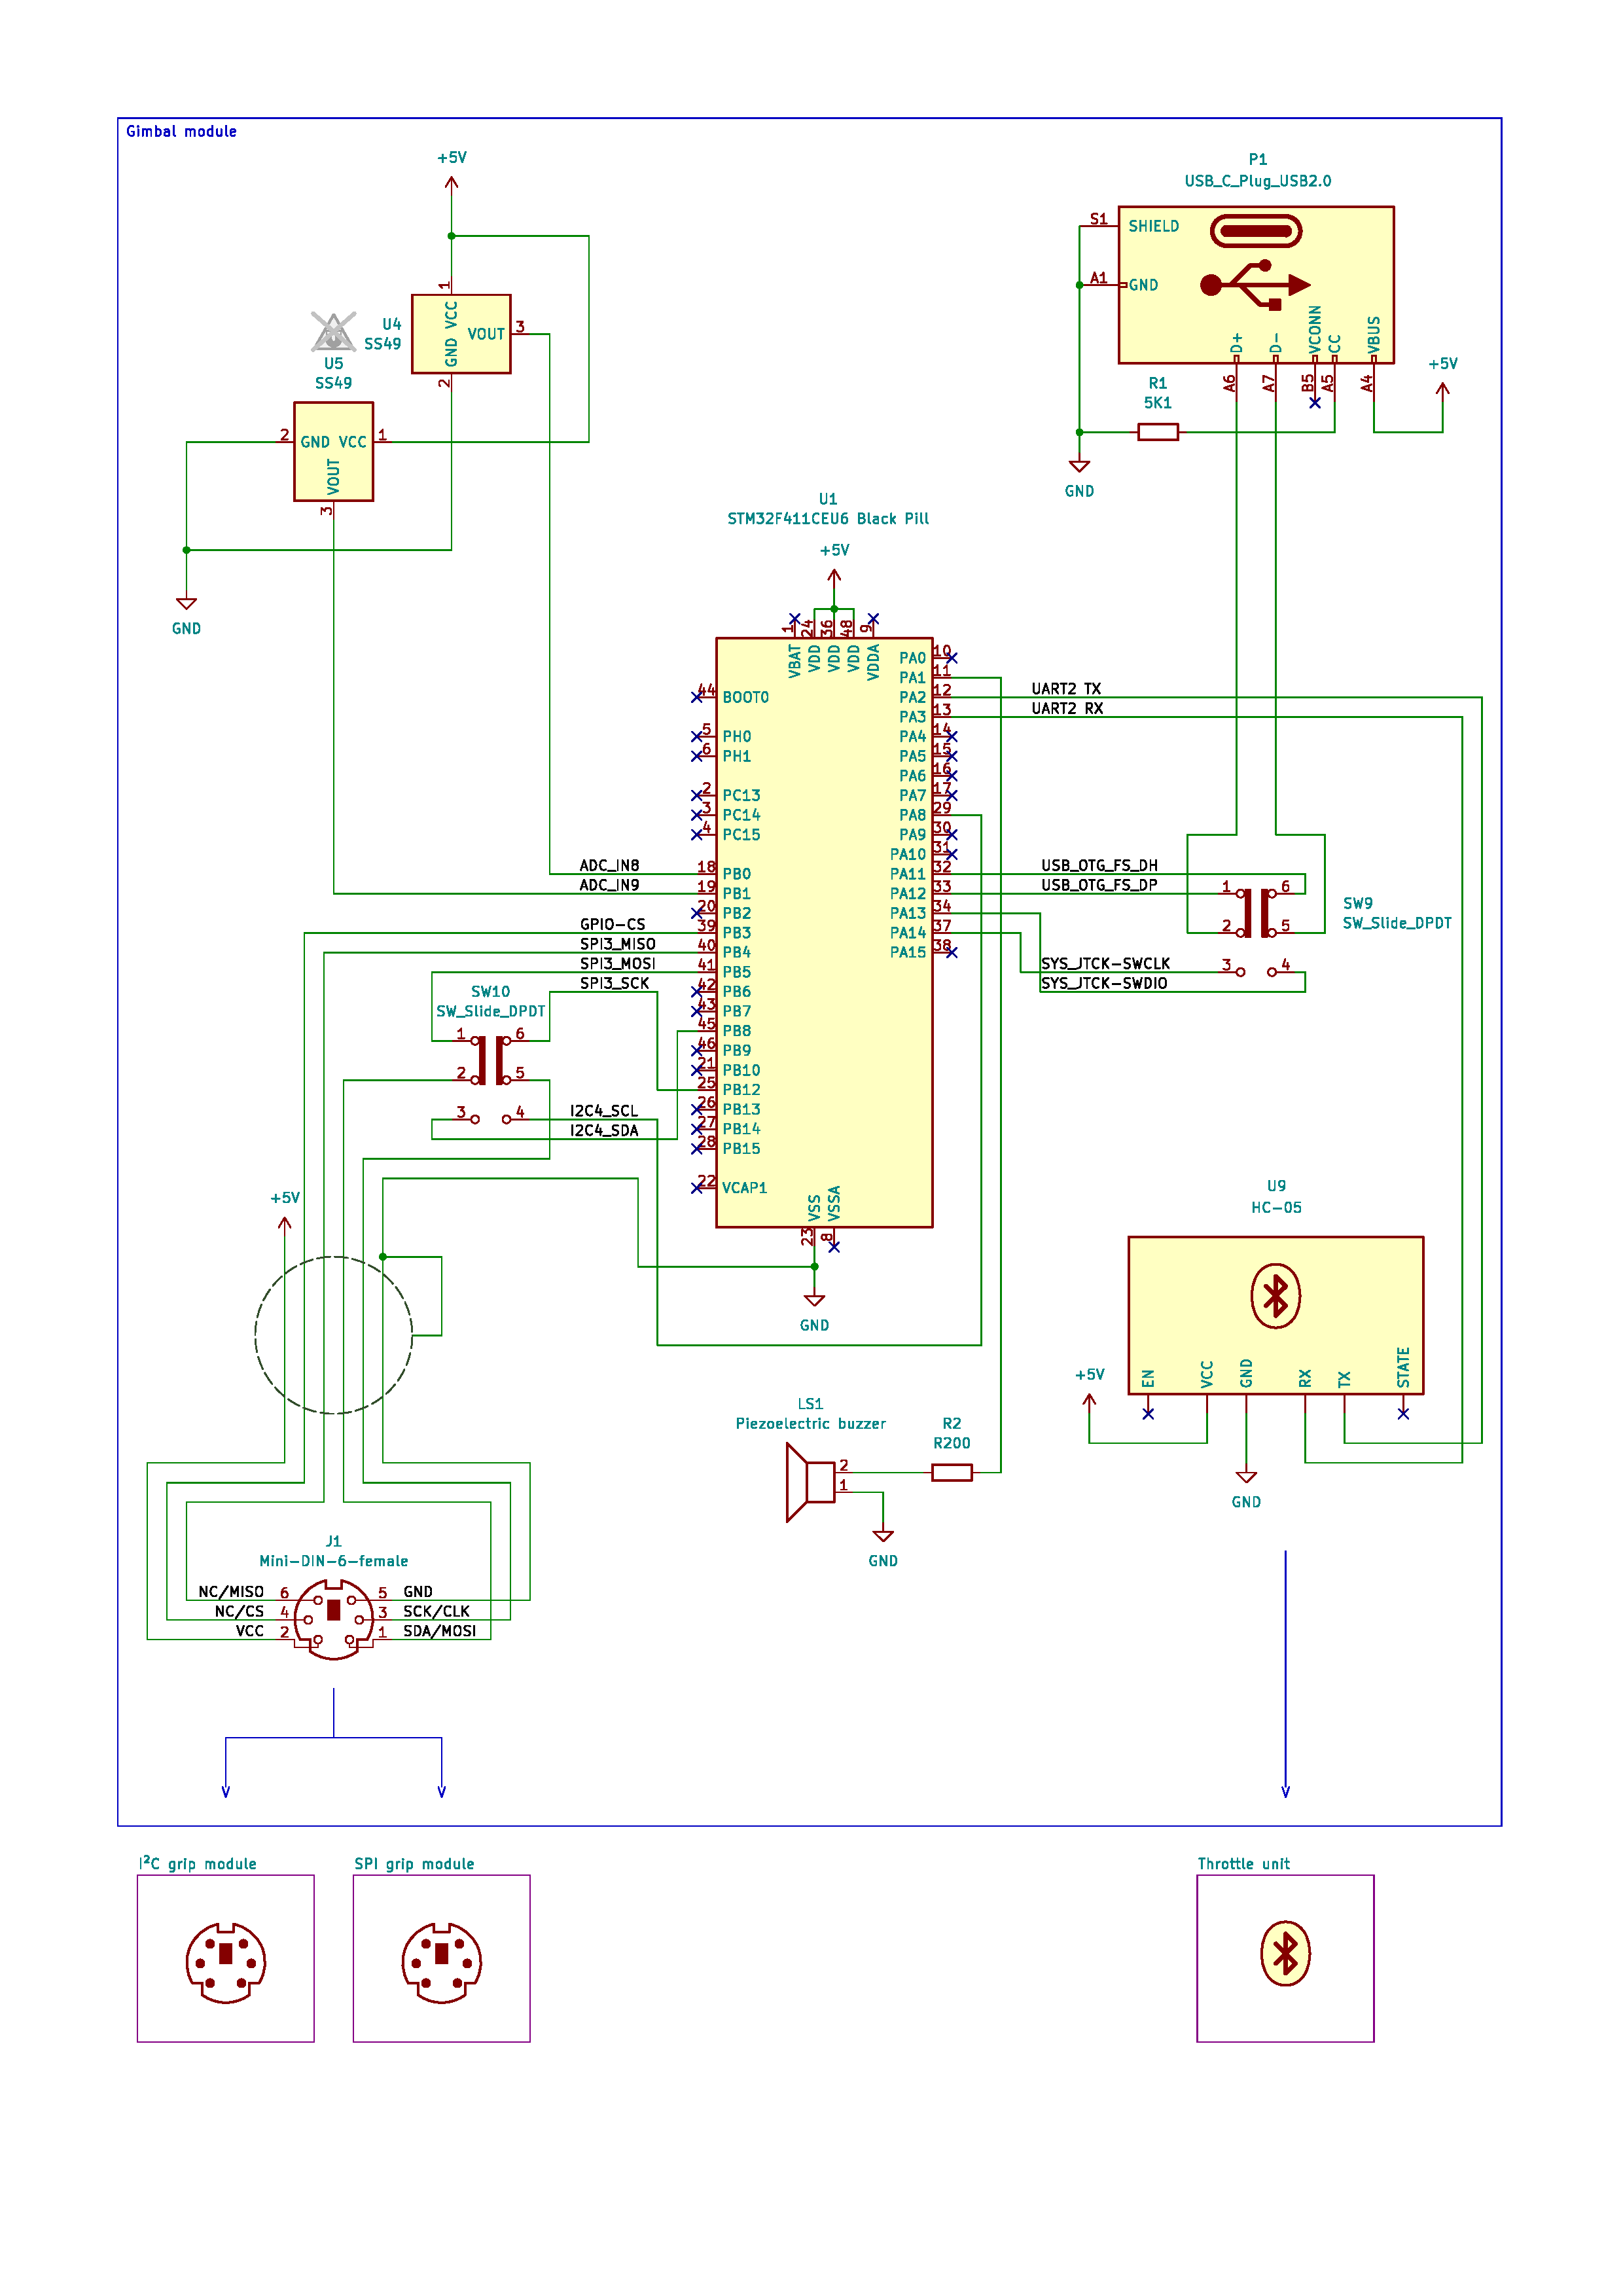 Gimbal module
+5V
P1
USB_C_Plug_USB2.0
S1
SHIELD
A1
GND
D+
D-
VCONN
CC
VBUS
A6
A7
B5
A5
A4
+5V
R1
5K1
GND
1
VCC
GND
VOUT
3
2
U4
SS49
U5
SS49
2
GND VCC
1
VOUT
3
GND
U1
STM32F411CEU6 Black Pill
+5V
1
24
36
48
9
VBAT
VDD
VDD
VDD
VDDA
44 BOOT0
5 PH0
6 PH1
2 PC13
3 PC14
4 PC15
ADC_IN8 18 PB0
ADC_IN9 19 PB1
20 PB2
GPIO-CS 39 PB3
SPI3_MISO 40 PB4
SPI3_MOSI 41 PB5
SPI3_SCK 42 PB6
43 PB7
45 PB8
46 PB9
21 PB10
25 PB12
26 PB13
27 PB14
28 PB15
22 VCAP1
PA0 10
PA1 11
PA2 12 UART2 TX
PA3 13 UART2 RX
PA4 14
PA5 15
PA6 16
PA7 17
PA8 29
PA9 30
PA10 31
PA11 32 USB_OTG_FS_DH
PA12 33 USB_OTG_FS_DP
PA13 34
PA14 37
PA15 38
SYS_JTCK-SWCLK
SYS_JTCK-SWDIO
VSS
VSSA
23
8
GND
1 6
2 5
3 4
SW9
SW_Slide_DPDT
SW10
SW_Slide_DPDT
1 6
2 5
3 4
I2C4_SCL
I2C4_SDA
+5V
U9
HC-05
EN
VCC
GND
RX
TX
STATE
+5V
GND
LS1
Piezoelectric buzzer
2
1
R2
R200
GND
J1
Mini-DIN-6-female
NC/MISO 6 5 GND
NC/CS 4 3 SCK/CLK
VCC 2 1 SDA/MOSI
I²C grip module
SPI grip module
Throttle unit